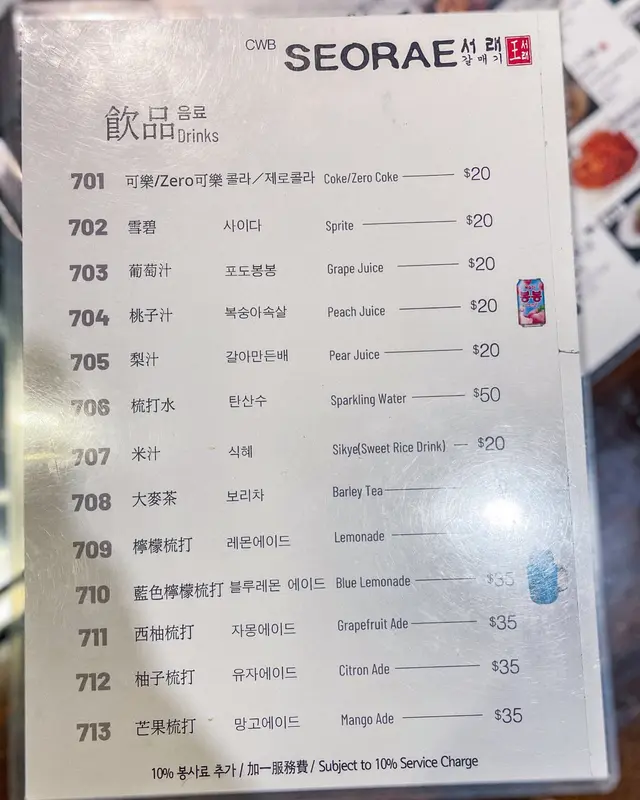 CWB SEORAE 서래 王 서래
갈매기
飲品 음료
Drinks
701 可樂/Zero可樂 콜라/제로콜라 Coke/Zero Coke $20
702 雪碧 사이다 Sprite $20
703 葡萄汁 포도봉봉 Grape Juice $20
704 桃子汁 복숭아속살 Peach Juice $20
봉봉
705 梨汁 갈아만든배 Pear Juice $20
706 梳打水 탄산수 Sparkling Water $50
707 米汁 식혜 Sikye(Sweet Rice Drink) $20
708 大麥茶 보리차 Barley Tea
709 檸檬梳打 레몬에이드 Lemonade
710 藍色檸檬梳打 블루레몬 에이드 Blue Lemonade $35
711 西柚梳打 자몽에이드 Grapefruit Ade $35
712 柚子梳打 유자에이드 Citron Ade $35
713 芒果梳打 망고에이드 Mango Ade $35
10% 봉사료 추가 / 加一服務費 / Subject to 10% Service Charge